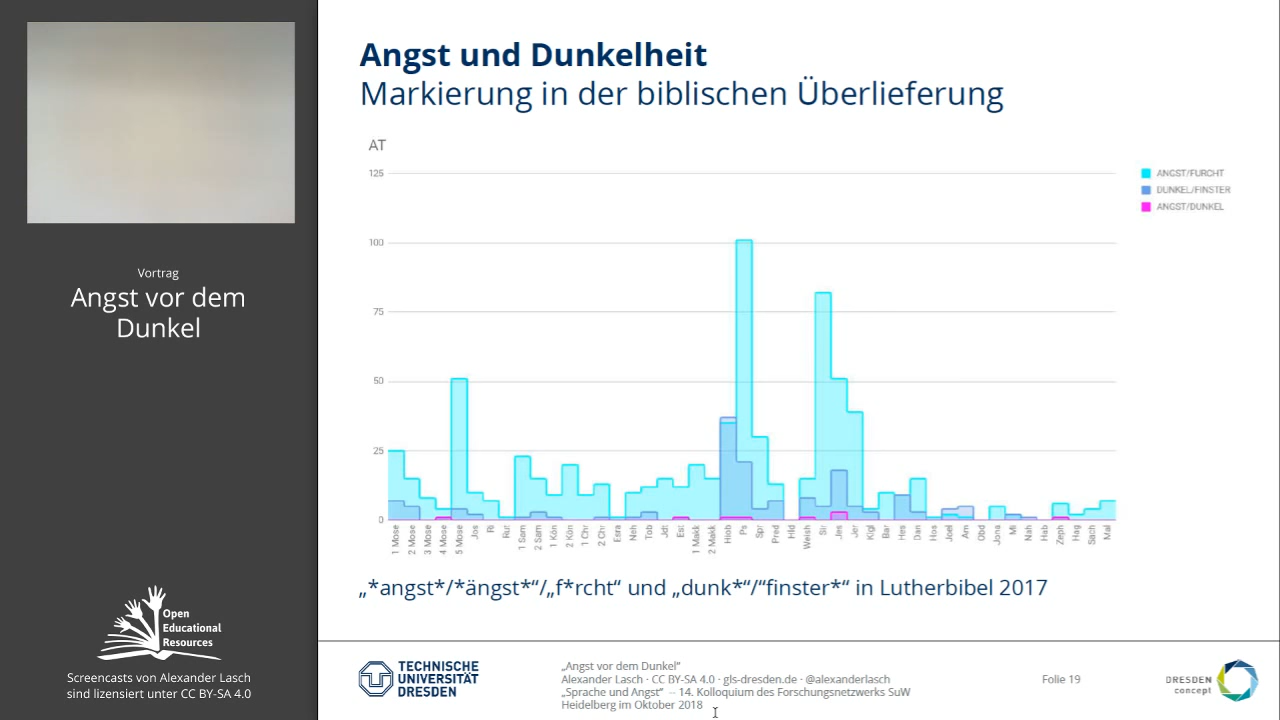 Vortrag
Angst vor dem
Dunkel
Open
Educational
Resources
Screencasts von Alexander Lasch
sind lizensiert unter CC BY-SA 4.0
Angst und Dunkelheit
Markierung in der biblischen Überlieferung
AT
125
100
75
50
25
0
ANGST/FURCHT
DUNKEL/FINSTER
ANGST/DUNKEL
1 Mose
2 Mose
3 Mose
4 Mose
5 Mose
Jos
Ri
Rut
1 Sam
2 Sam
1 Kön
2 Kön
1 Chr
2 Chr
Esra
Neh
Tob
Jdt
Est
1 Makk
2 Makk
Hiob
Ps
Spr
Pred
Hld
Weish
Sir
Jes
Jer
Klgl
Bar
Hes
Dan
Hos
Joel
Am
Obd
Jona
Mi
Nah
Hab
Zeph
Hag
Sach
Mal
„*angst*/*ängst*“/„f*rcht“ und „dunk*“/“finster*“ in Lutherbibel 2017
TECHNISCHE
UNIVERSITÄT
DRESDEN
„Angst vor dem Dunkel“
Alexander Lasch · CC BY-SA 4.0 · gls-dresden.de · @alexanderlasch
„Sprache und Angst“ -- 14. Kolloquium des Forschungsnetzwerks SuW
Heidelberg im Oktober 2018
Folie 19
DRESDEN
concept